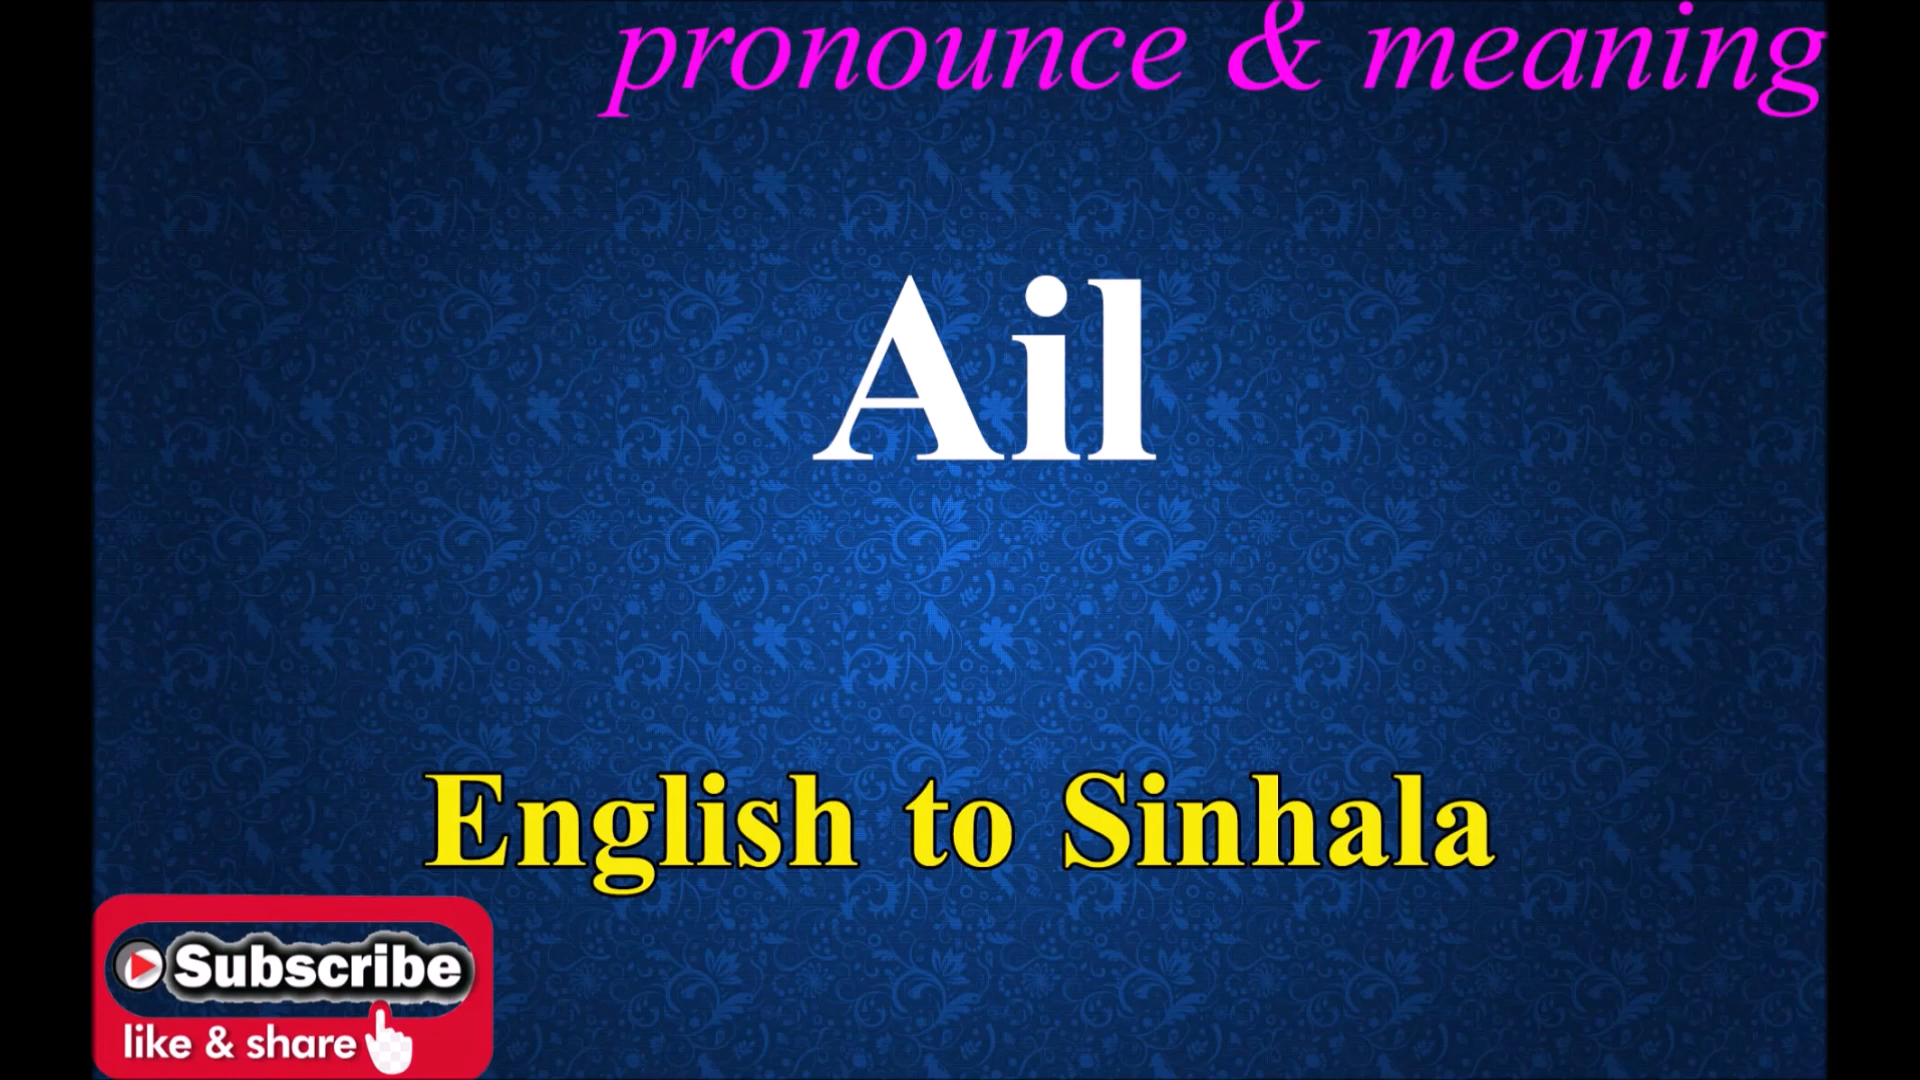 pronounce & meaning
Ail
English to Sinhala
Subscribe
like & share